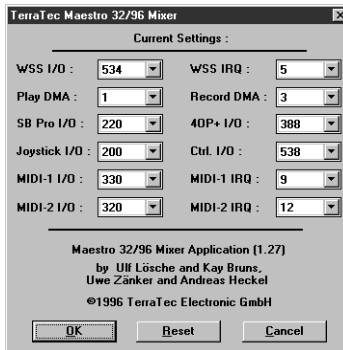 TerraTec Maestro 32/96 Mixer
Current Settings :
WSS I/O : 534 WSS IRQ : 5
Play DMA : 1 Record DMA : 3
SB Pro I/O : 220 4OP+ I/O : 388
Joystick I/O : 200 Ctrl. I/O : 538
MIDI-1 I/O : 330 MIDI-1 IRQ : 9
MIDI-2 I/O : 320 MIDI-2 IRQ : 12
Maestro 32/96 Mixer Application (1.27)
by Ulf Lösche and Kay Bruns,
Uwe Zänker and Andreas Heckel
©1996 TerraTec Electronic GmbH
OK Reset Cancel